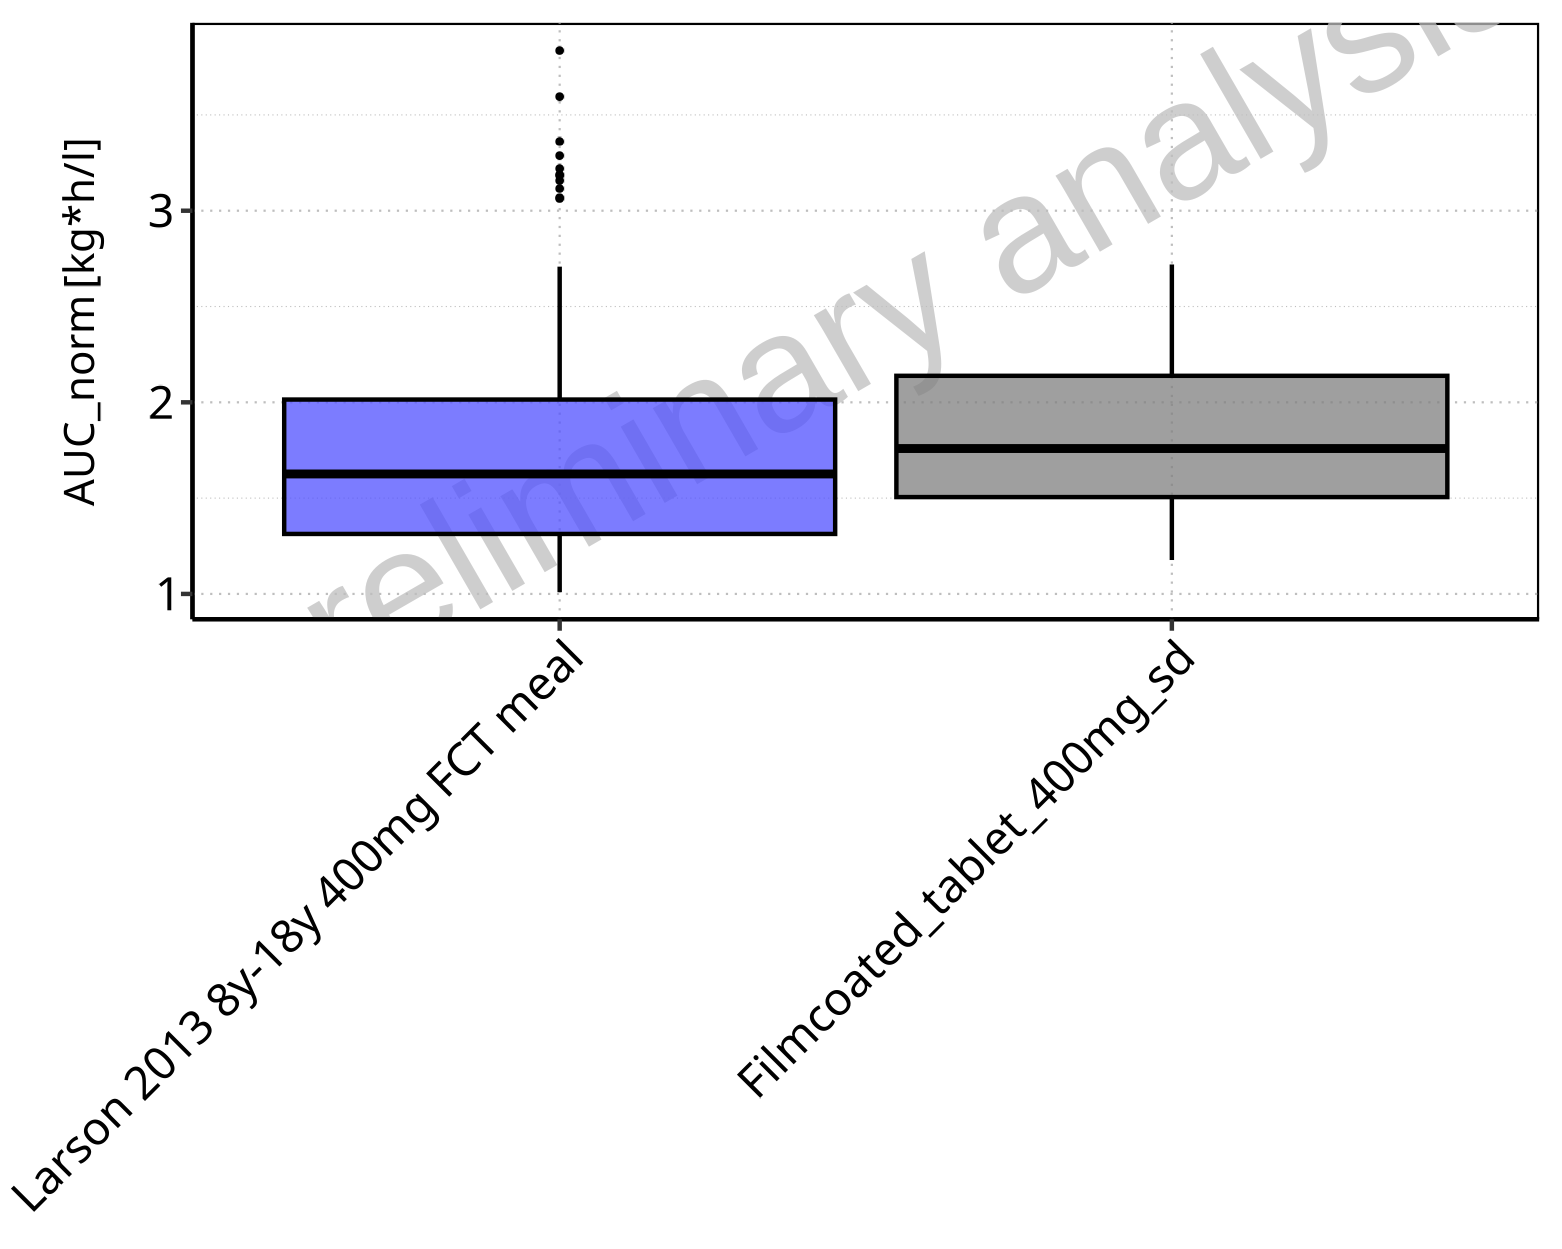 AUC_norm [kg*h/l]
3
2
1
reliminary analysis
Larson 2013 8y-18y 400mg FCT meal
Filmcoated_tablet_400mg_sd